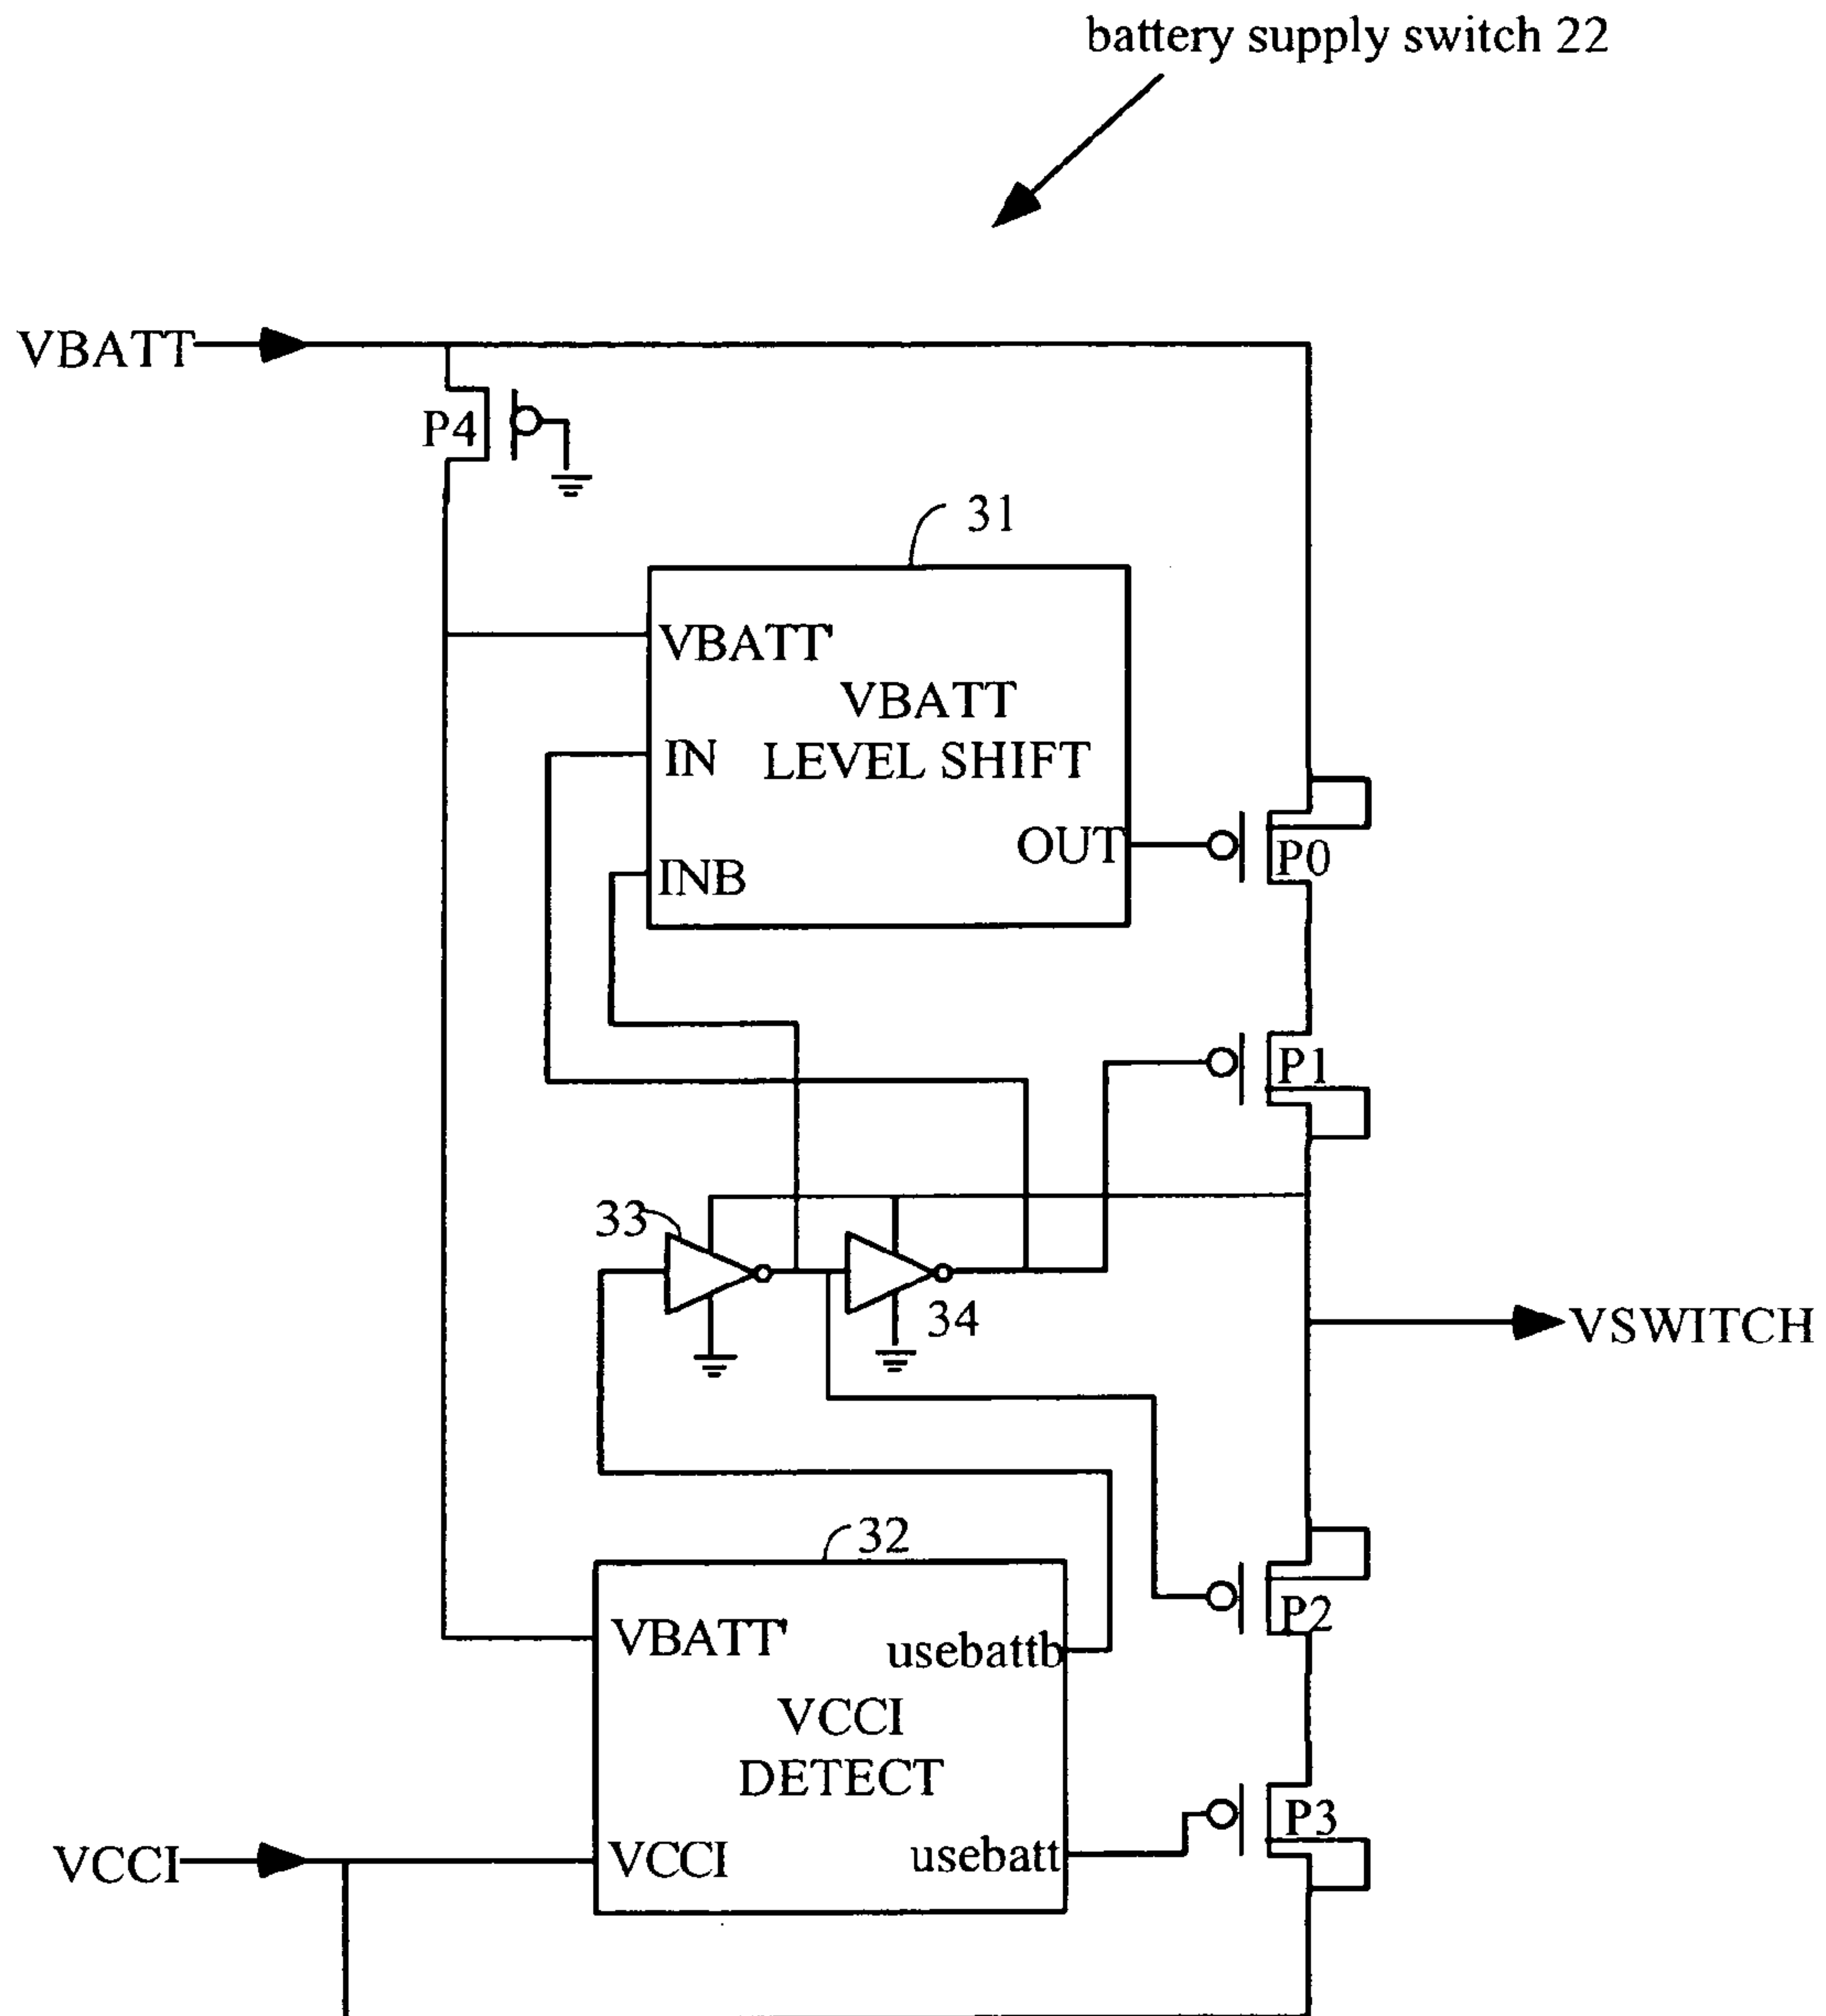 battery supply switch 22
VBATT
P4
31
VBATT'
VBATT
LEVEL SHIFT
IN
OUT
INB
P0
P1
33
34
VSWITCH
32
VBATT'
usebattb
P2
VCCI
DETECT
P3
VCCI
VCCI
usebatt